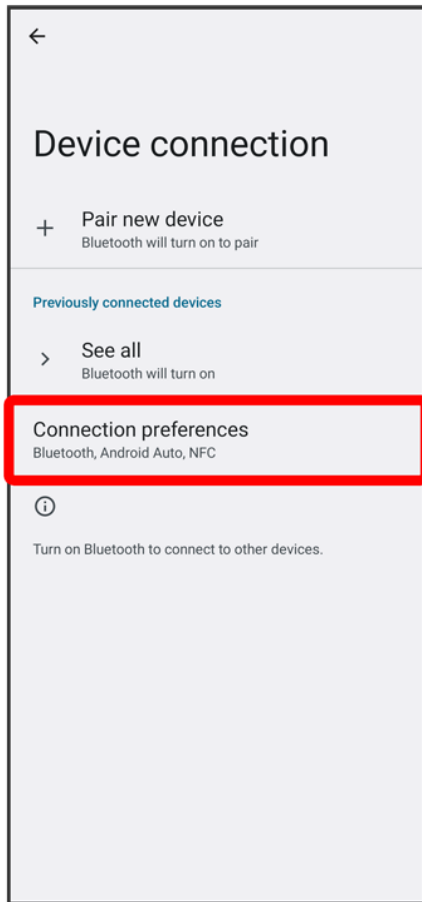 Device connection
Pair new device
Bluetooth will turn on to pair
Previously connected devices
See all
Bluetooth will turn on
Connection preferences
Bluetooth, Android Auto, NFC
Turn on Bluetooth to connect to other devices.